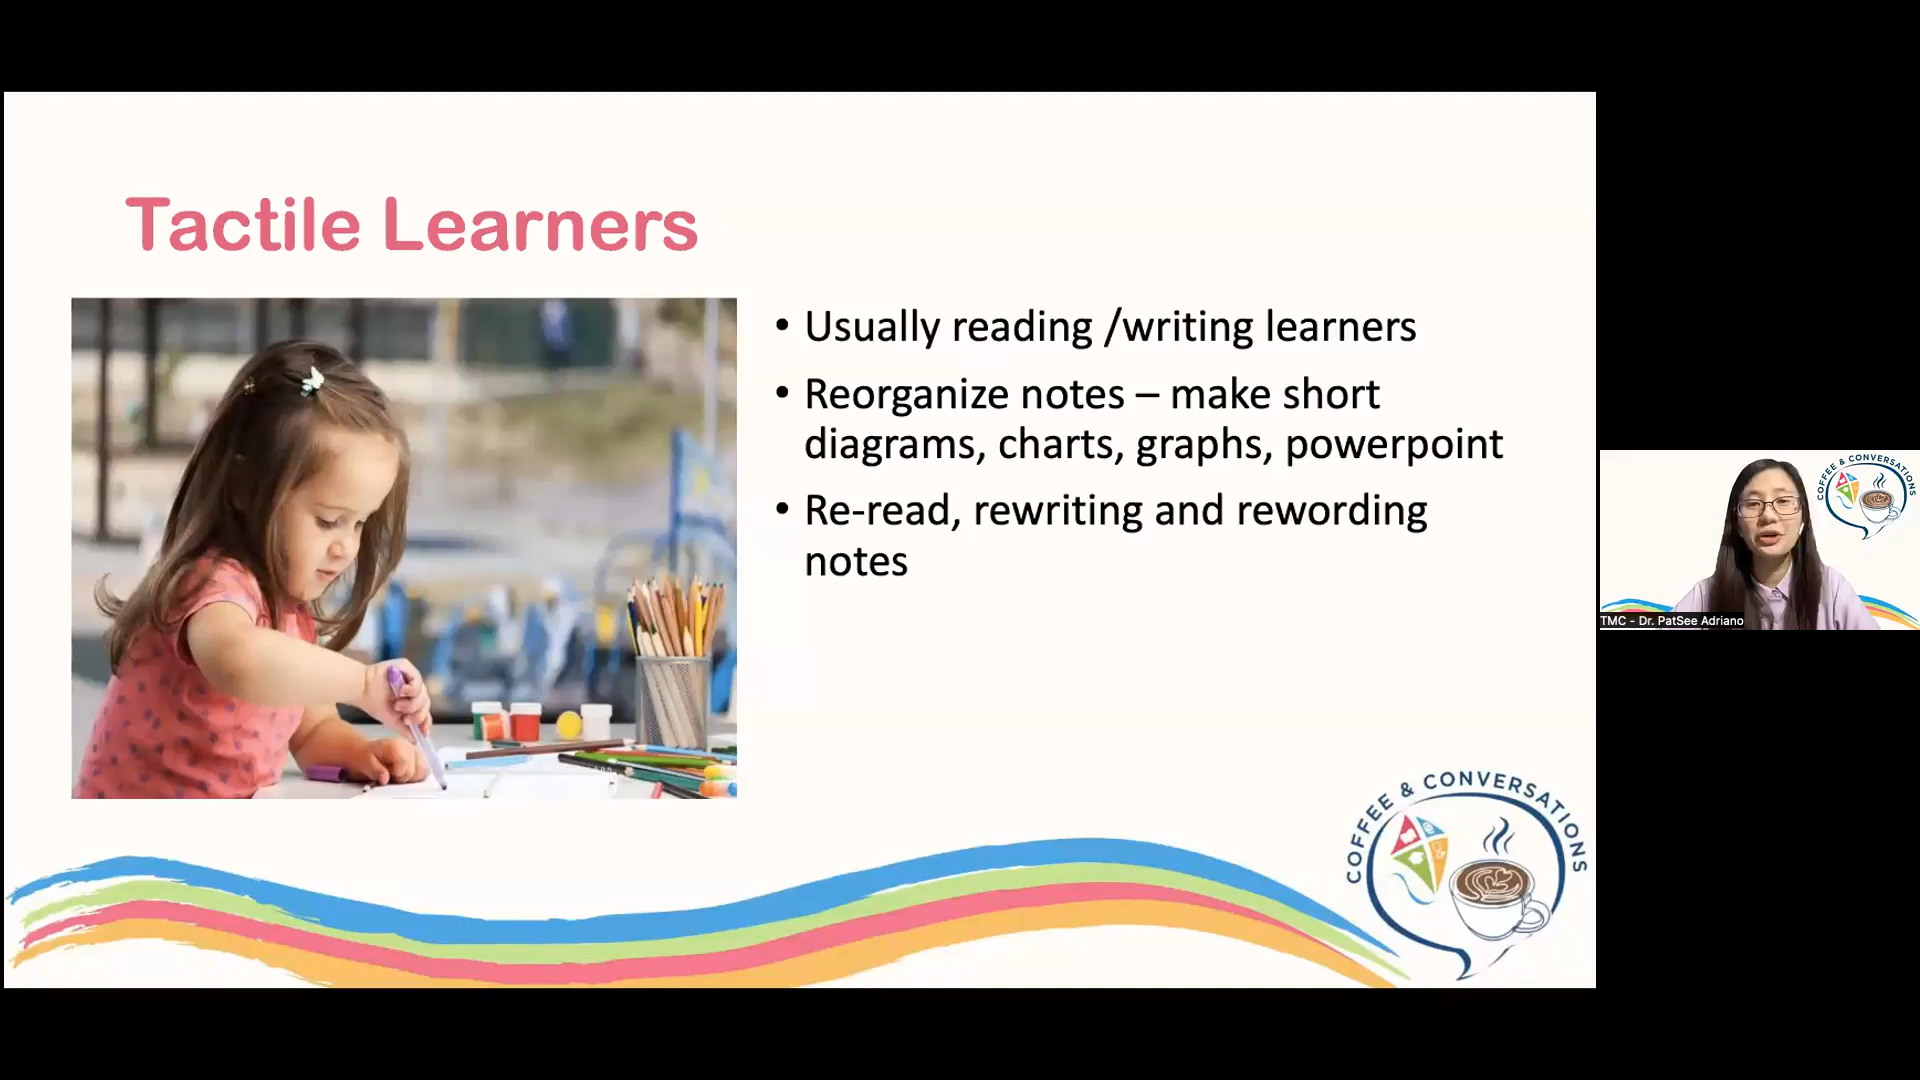 Tactile Learners
• Usually reading /writing learners
• Reorganize notes – make short
diagrams, charts, graphs, powerpoint
• Re-read, rewriting and rewording
notes
COFFEE & CONVERSATIONS
COFFEE & CONVERSATIONS
TMC - Dr. PatSee Adriano